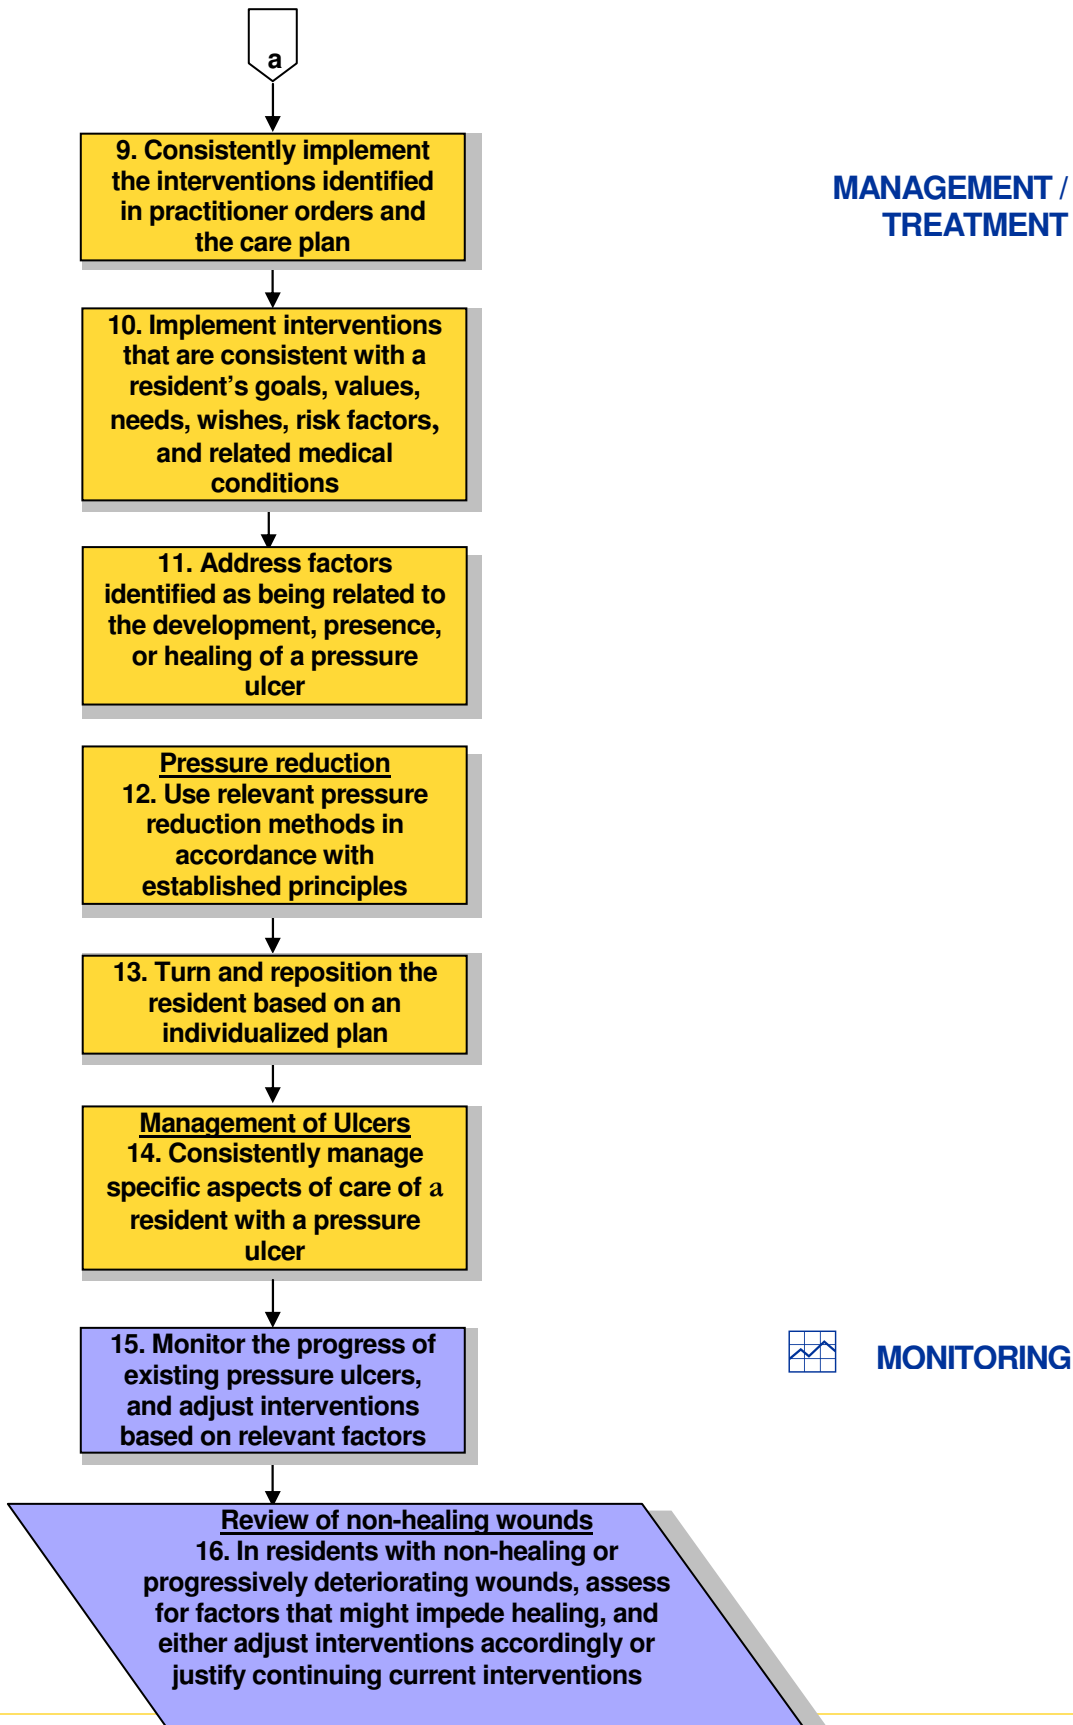 a
9. Consistently implement
the interventions identified
in practitioner orders and
the care plan
MANAGEMENT /
TREATMENT
10. Implement interventions
that are consistent with a
resident’s goals, values,
needs, wishes, risk factors,
and related medical
conditions
11. Address factors
identified as being related to
the development, presence,
or healing of a pressure
ulcer
Pressure reduction
12. Use relevant pressure
reduction methods in
accordance with
established principles
13. Turn and reposition the
resident based on an
individualized plan
Management of Ulcers
14. Consistently manage
specific aspects of care of a
resident with a pressure
ulcer
15. Monitor the progress of
existing pressure ulcers,
and adjust interventions
based on relevant factors
MONITORING
Review of non-healing wounds
16. In residents with non-healing or
progressively deteriorating wounds, assess
for factors that might impede healing, and
either adjust interventions accordingly or
justify continuing current interventions